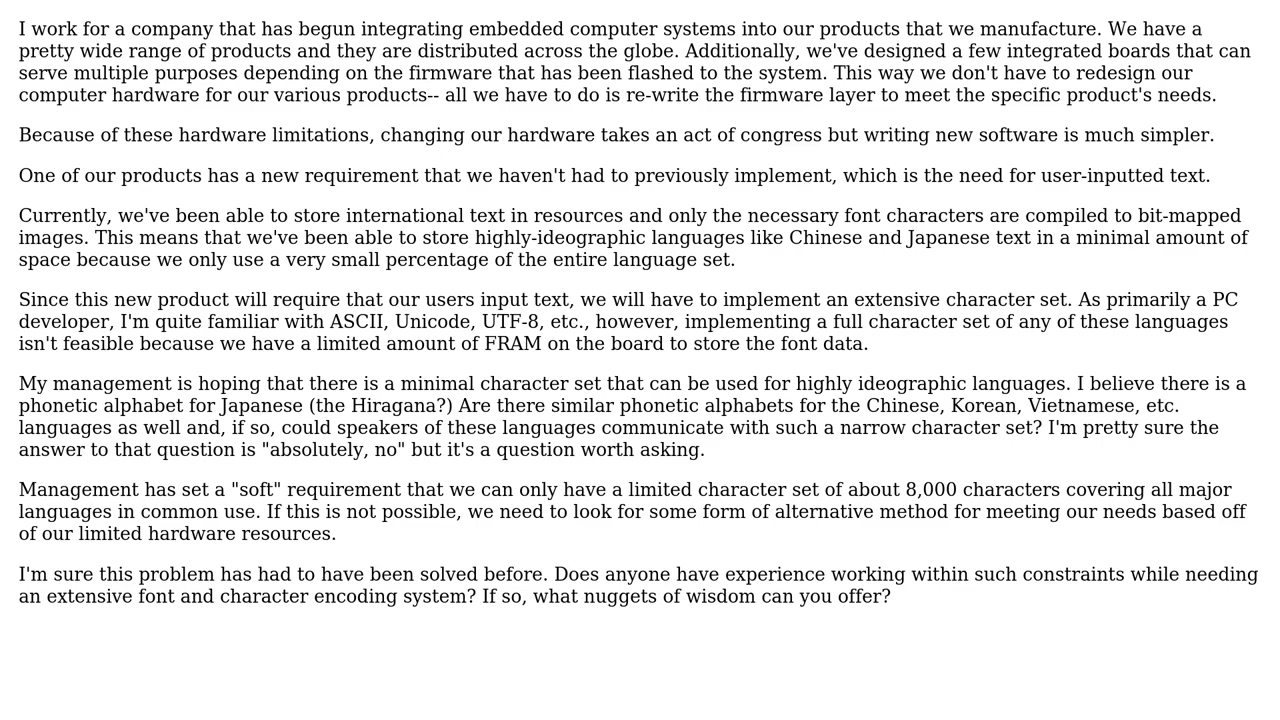 I work for a company that has begun integrating embedded computer systems into our products that we manufacture. We have a
pretty wide range of products and they are distributed across the globe. Additionally, we've designed a few integrated boards that can
serve multiple purposes depending on the firmware that has been flashed to the system. This way we don't have to redesign our
computer hardware for our various products-- all we have to do is re-write the firmware layer to meet the specific product's needs.
Because of these hardware limitations, changing our hardware takes an act of congress but writing new software is much simpler.
One of our products has a new requirement that we haven't had to previously implement, which is the need for user-inputted text.
Currently, we've been able to store international text in resources and only the necessary font characters are compiled to bit-mapped
images. This means that we've been able to store highly-ideographic languages like Chinese and Japanese text in a minimal amount of
space because we only use a very small percentage of the entire language set.
Since this new product will require that our users input text, we will have to implement an extensive character set. As primarily a PC
developer, I'm quite familiar with ASCII, Unicode, UTF-8, etc., however, implementing a full character set of any of these languages
isn't feasible because we have a limited amount of FRAM on the board to store the font data.
My management is hoping that there is a minimal character set that can be used for highly ideographic languages. I believe there is a
phonetic alphabet for Japanese (the Hiragana?) Are there similar phonetic alphabets for the Chinese, Korean, Vietnamese, etc.
languages as well and, if so, could speakers of these languages communicate with such a narrow character set? I'm pretty sure the
answer to that question is "absolutely, no" but it's a question worth asking.
Management has set a "soft" requirement that we can only have a limited character set of about 8,000 characters covering all major
languages in common use. If this is not possible, we need to look for some form of alternative method for meeting our needs based off
of our limited hardware resources.
I'm sure this problem has had to have been solved before. Does anyone have experience working within such constraints while needing
an extensive font and character encoding system? If so, what nuggets of wisdom can you offer?